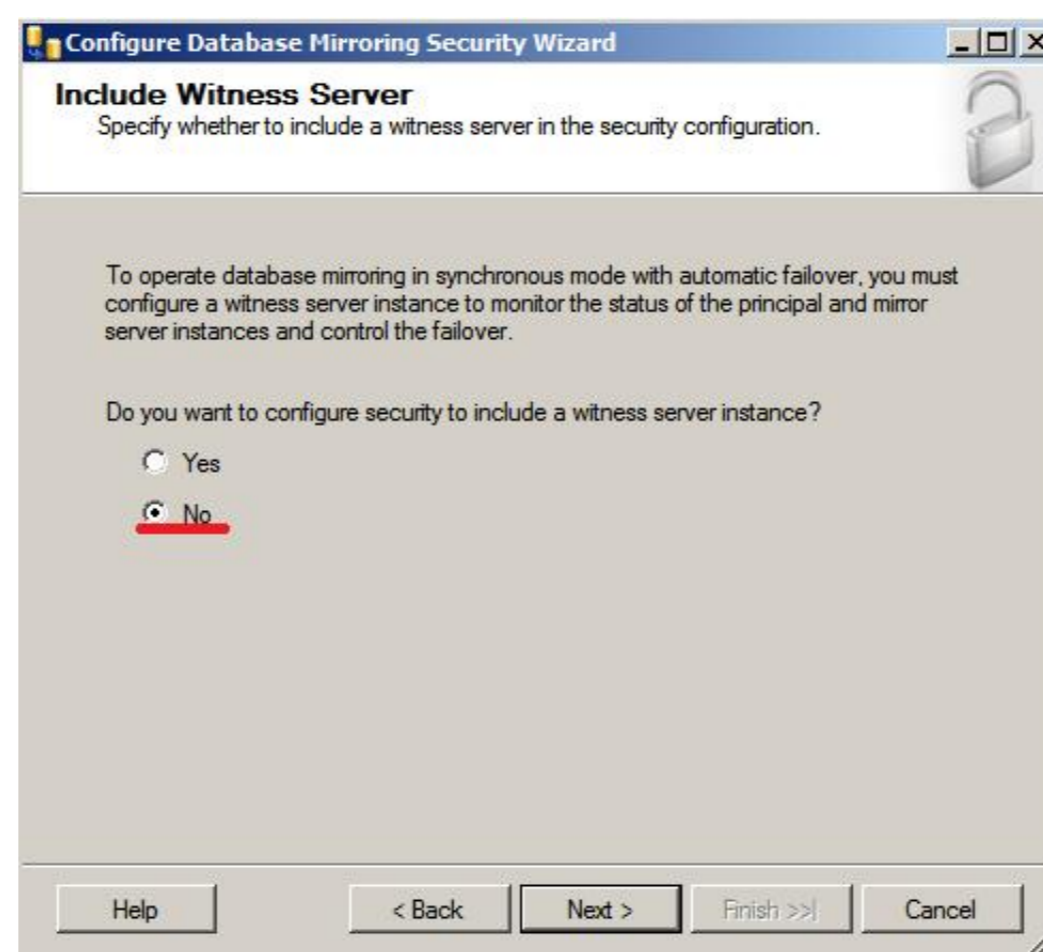 Configure Database Mirroring Security Wizard
Include Witness Server
Specify whether to include a witness server in the security configuration.
To operate database mirroring in synchronous mode with automatic failover, you must
configure a witness server instance to monitor the status of the principal and mirror
server instances and control the failover.
Do you want to configure security to include a witness server instance?
Yes
No
Help
< Back
Next >
Finish >>|
Cancel